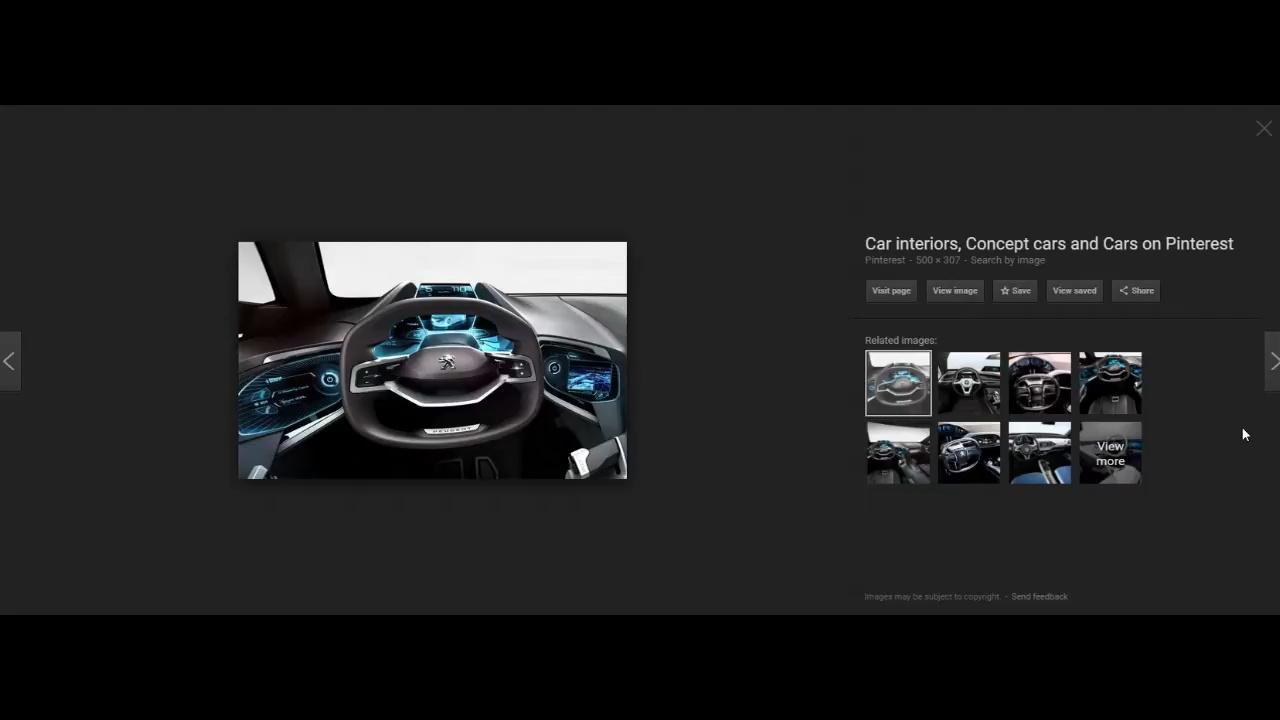 Car interiors, Concept cars and Cars on Pinterest
Pinterest - 500 × 307 - Search by image
Visit page
View image
Save
View saved
Share
Related images:
View
more
PEUGEOT
Images may be subject to copyright. - Send feedback